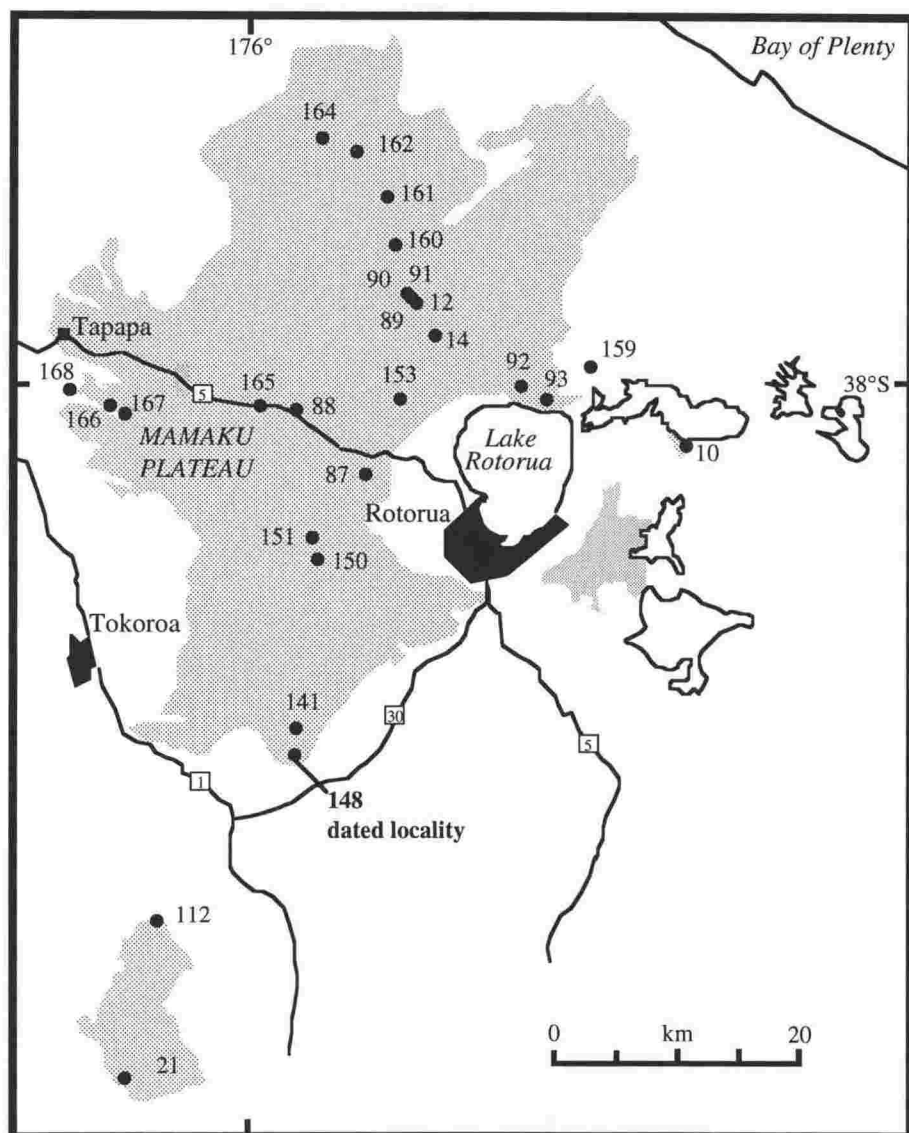 176°
Bay of Plenty
164
162
161
160
90
91
12
89
14
Tapapa
5
168
166
167
165
88
153
92
93
159
38°S
MAMAKU
PLATEAU
Lake
Rotorua
10
87
Rotorua
151
150
Tokoroa
141
30
5
1
148
dated locality
112
21
0 km 20